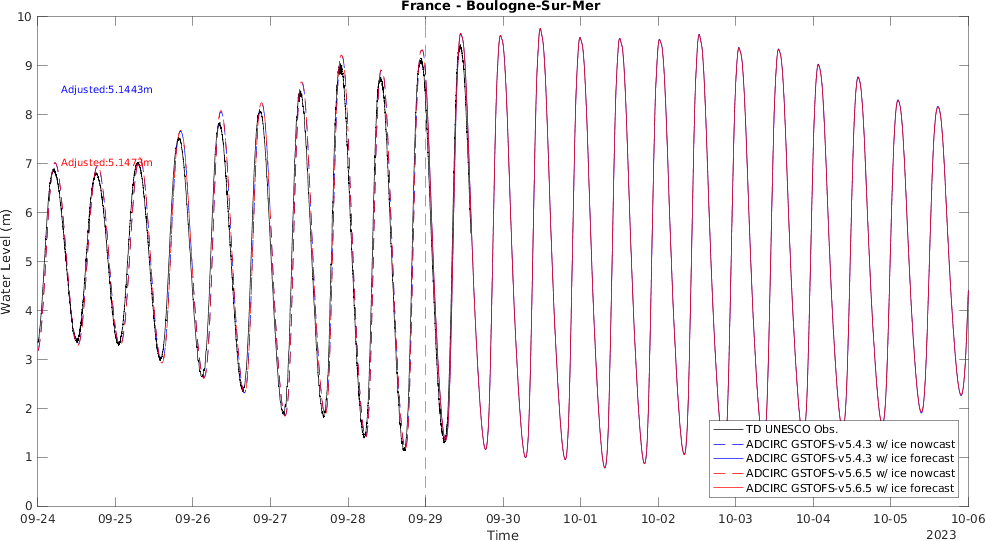 France - Boulogne-Sur-Mer
Water Level (m)
10
9
8
7
6
5
4
3
2
1
0
Adjusted:5.1443m
Adjusted:5.1473m
TD UNESCO Obs.
ADCIRC GSTOFS-v5.4.3 w/ ice nowcast
ADCIRC GSTOFS-v5.4.3 w/ ice forecast
ADCIRC GSTOFS-v5.6.5 w/ ice nowcast
ADCIRC GSTOFS-v5.6.5 w/ ice forecast
09-24 09-25 09-26 09-27 09-28 09-29 09-30 10-01 10-02 10-03 10-04 10-05 10-06
Time
2023